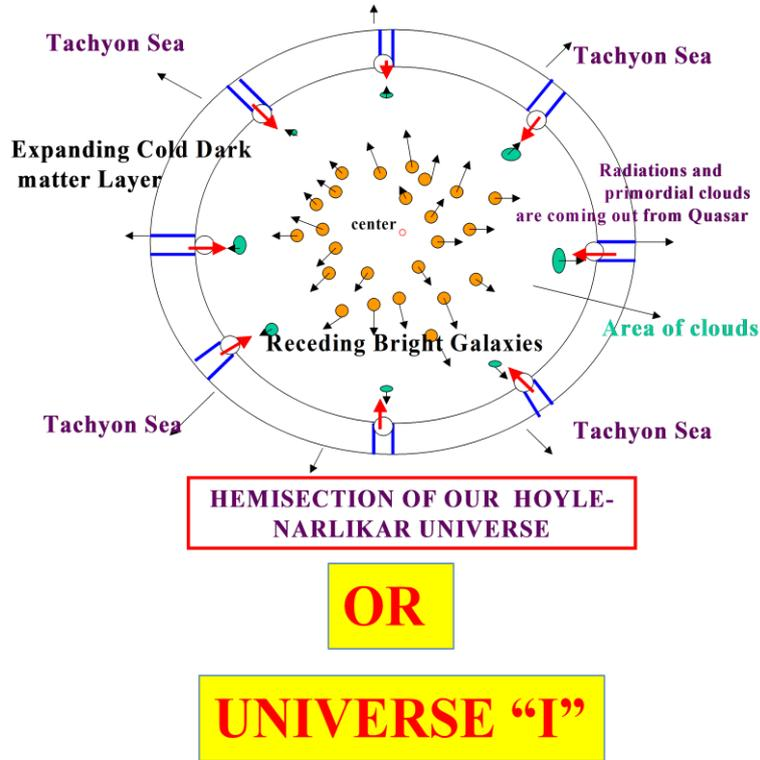 Tachyon Sea
Tachyon Sea
Expanding Cold Dark
matter Layer
Radiations and
primordial clouds
are coming out from Quasar
center
Area of clouds
Receding Bright Galaxies
Tachyon Sea
Tachyon Sea
HEMISECTION OF OUR HOYLE-
NARLIKAR UNIVERSE
OR
UNIVERSE “I”